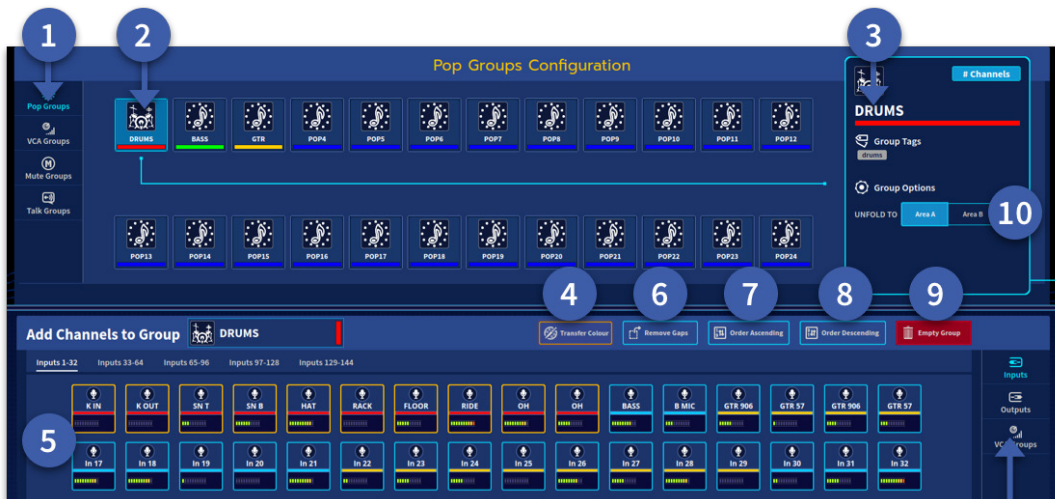 1
2
3
Pop Groups Configuration
# Channels
Pop Groups
VCA Groups
Mute Groups
Talk Groups
DRUMS BASS GTR POP4 POP5 POP6 POP7 POP8 POP9 POP10 POP11 POP12
POP13 POP14 POP15 POP16 POP17 POP18 POP19 POP20 POP21 POP22 POP23 POP24
DRUMS
Group Tags
drums
Group Options
UNFOLD TO Area A Area B
10
4
6
7
8
9
Add Channels to Group DRUMS
Transfer Colour
Remove Gaps
Order Ascending
Order Descending
Empty Group
Inputs 1-32 Inputs 33-64 Inputs 65-96 Inputs 97-128 Inputs 129-144
5
K IN K OUT SN T SN B HAT RACK FLOOR RIDE OH OH BASS B MIC GTR 906 GTR 57 GTR 906 GTR 57
In 17 In 18 In 19 In 20 In 21 In 22 In 23 In 24 In 25 In 26 In 27 In 28 In 29 In 30 In 31 In 32
Inputs
Outputs
VCA Groups